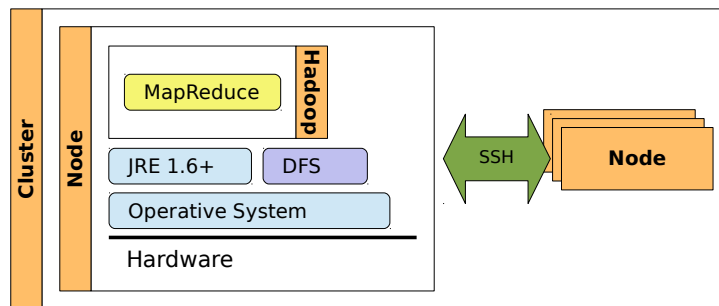 Cluster
Node
MapReduce
Hadoop
JRE 1.6+
DFS
Operative System
Hardware
SSH
Node